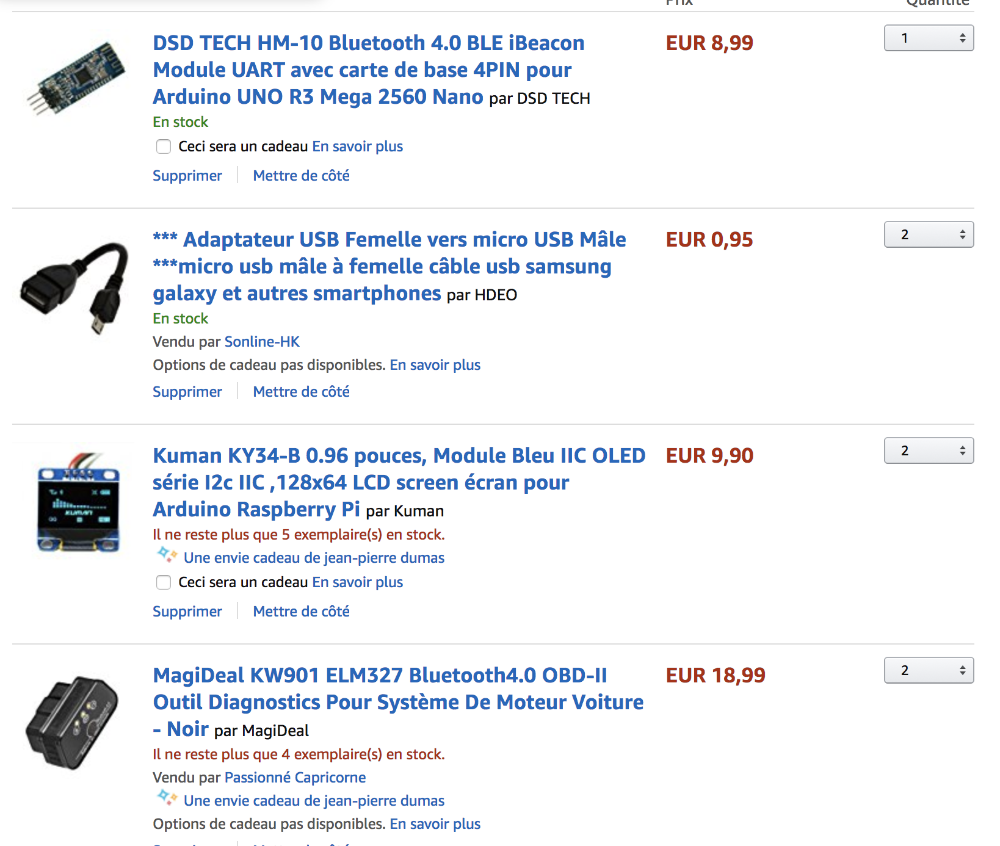 Prix Quantité
DSD TECH HM-10 Bluetooth 4.0 BLE iBeacon
Module UART avec carte de base 4PIN pour
Arduino UNO R3 Mega 2560 Nano par DSD TECH
EUR 8,99
1
En stock
Ceci sera un cadeau En savoir plus
Supprimer Mettre de côté
*** Adaptateur USB Femelle vers micro USB Mâle
***micro usb mâle à femelle câble usb samsung
galaxy et autres smartphones par HDEO
EUR 0,95
2
En stock
Vendu par Sonline-HK
Options de cadeau pas disponibles. En savoir plus
Supprimer Mettre de côté
KUMAN
Kuman KY34-B 0.96 pouces, Module Bleu IIC OLED
série I2c IIC ,128x64 LCD screen écran pour
Arduino Raspberry Pi par Kuman
EUR 9,90
2
Il ne reste plus que 5 exemplaire(s) en stock.
Une envie cadeau de jean-pierre dumas
Ceci sera un cadeau En savoir plus
Supprimer Mettre de côté
MagiDeal KW901 ELM327 Bluetooth4.0 OBD-II
Outil Diagnostics Pour Système De Moteur Voiture
- Noir par MagiDeal
EUR 18,99
2
Il ne reste plus que 4 exemplaire(s) en stock.
Vendu par Passionné Capricorne
Une envie cadeau de jean-pierre dumas
Options de cadeau pas disponibles. En savoir plus